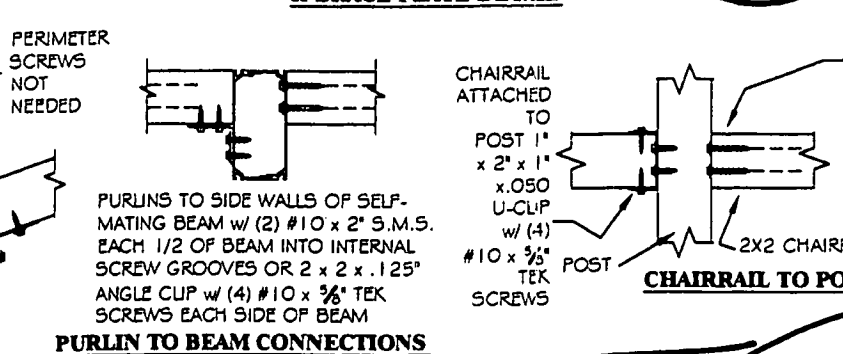 PERIMETER
SCREWS
NOT
NEEDED
PURLINS TO SIDE WALLS OF SELF-
MATING BEAM w/ (2) #10 x 2" S.M.S.
EACH 1/2 OF BEAM INTO INTERNAL
SCREW GROOVES OR 2 x 2 x .125"
ANGLE CLIP w/ (4) #10 x 5/8" TEK
SCREWS EACH SIDE OF BEAM
PURLIN TO BEAM CONNECTIONS
CHAIRRAIL
ATTACHED
TO
POST 1"
x 2" x 1"
x.050
U-CLIP
w/ (4)
#10 x 5/8"
TEK
SCREWS
POST
2X2
CHAIRRAIL TO